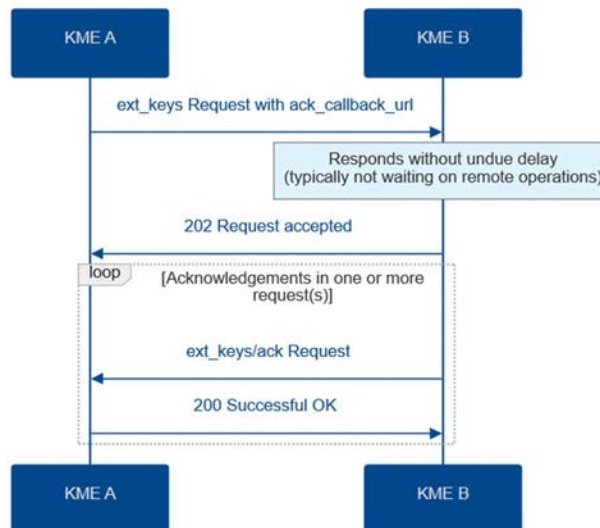 KME A
KME B
ext_keys Request with ack_callback_url
Responds without undue delay
(typically not waiting on remote operations)
202 Request accepted
loop
[Acknowledgements in one or more
request(s)]
ext_keys/ack Request
200 Successful OK
KME A
KME B